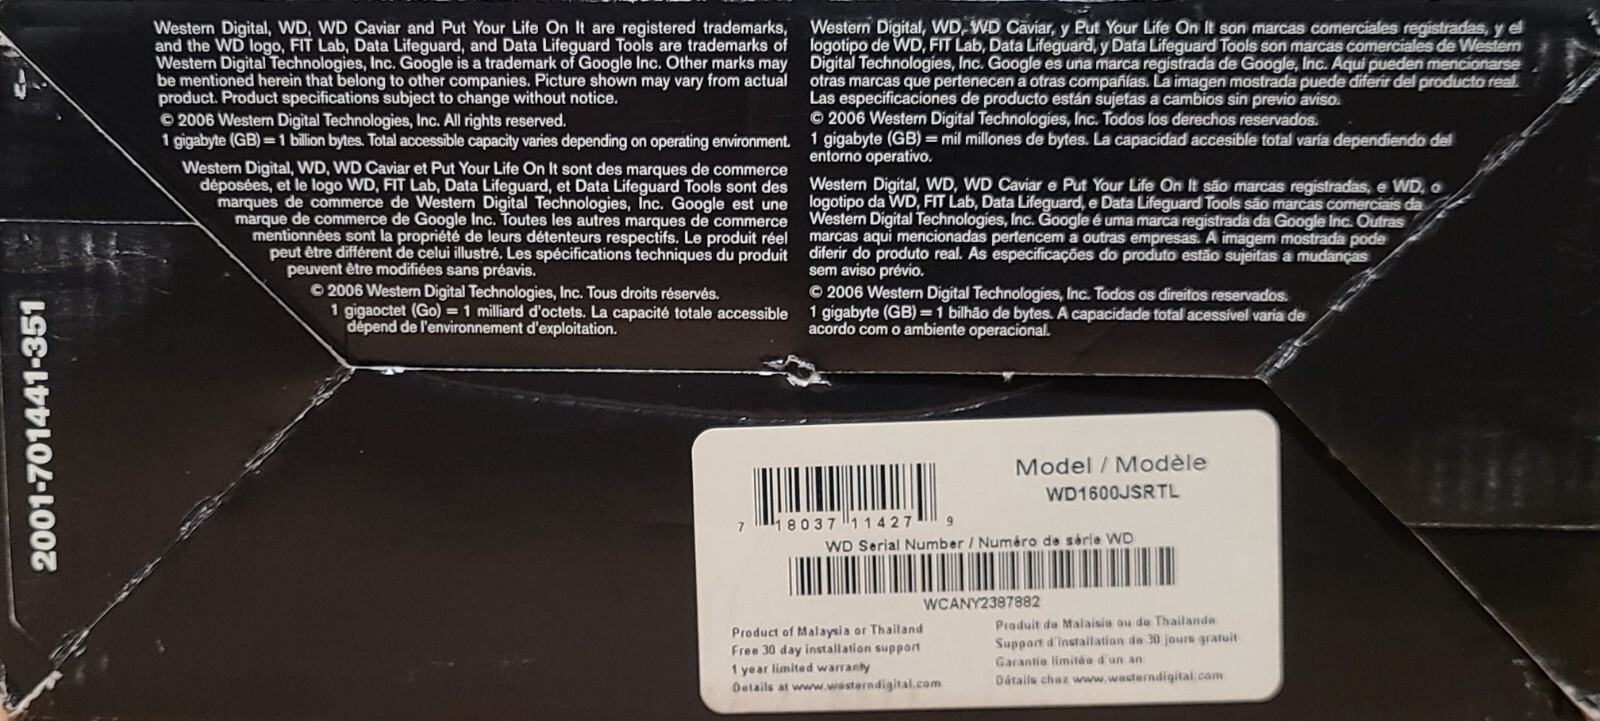 Western Digital, WD, WD Caviar and Put Your Life On It are registered trademarks,
and the WD logo, FIT Lab, Data Lifeguard, and Data Lifeguard Tools are trademarks of
Western Digital Technologies, Inc. Google is a trademark of Google Inc. Other marks may
be mentioned herein that belong to other companies. Picture shown may vary from actual
product. Product specifications subject to change without notice.
© 2006 Western Digital Technologies, Inc. All rights reserved.
1 gigabyte (GB) = 1 billion bytes. Total accessible capacity varies depending on operating environment.
Western Digital, WD, WD Caviar et Put Your Life On It sont des marques de commerce
déposées, et le logo WD, FIT Lab, Data Lifeguard, et Data Lifeguard Tools sont des
marques de commerce de Western Digital Technologies, Inc. Google est une
marque de commerce de Google Inc. Toutes les autres marques de commerce
mentionnées sont la propriété de leurs détenteurs respectifs. Le produit réel
peut être différent de celui illustré. Les spécifications techniques du produit
peuvent être modifiées sans préavis.
© 2006 Western Digital Technologies, Inc. Tous droits réservés.
1 gigaoctet (Go) = 1 milliard d'octets. La capacité totale accessible
dépend de l'environnement d'exploitation.
Western Digital, WD, WD Caviar, y Put Your Life On It son marcas comerciales registradas, y el
logotipo de WD, FIT Lab, Data Lifeguard, y Data Lifeguard Tools son marcas comerciales de Western
Digital Technologies, Inc. Google es una marca registrada de Google, Inc. Aquí pueden mencionarse
otras marcas que pertenecen a otras compañías. La imagen mostrada puede diferir del producto real.
Las especificaciones de producto están sujetas a cambios sin previo aviso.
© 2006 Western Digital Technologies, Inc. Todos los derechos reservados.
1 gigabyte (GB) = mil millones de bytes. La capacidad accesible total varía dependiendo del
entorno operativo.
Western Digital, WD, WD Caviar e Put Your Life On It são marcas registradas, e WD, o
logotipo da WD, FIT Lab, Data Lifeguard, e Data Lifeguard Tools são marcas comerciais da
Western Digital Technologies, Inc. Google é uma marca registrada da Google Inc. Outras
marcas aqui mencionadas pertencem a outras empresas. A imagem mostrada pode
diferir do produto real. As especificações do produto estão sujeitas a mudanças
sem aviso prévio.
© 2006 Western Digital Technologies, Inc. Todos os direitos reservados.
1 gigabyte (GB) = 1 bilhão de bytes. A capacidade total acessível varia de
acordo com o ambiente operacional.
2001-701441-351
Model / Modèle
WD1600JSRTL
7 18037 11427 9
WD Serial Number / Numéro de série WD
WCANY2387882
Product of Malaysia or Thailand
Free 30 day installation support
1 year limited warranty
Details at www.westerndigital.com
Produit de Malaisie ou de Thaïlande
Support d'installation de 30 jours gratuit
Garantie limitée d'un an
Détails chez www.westerndigital.com